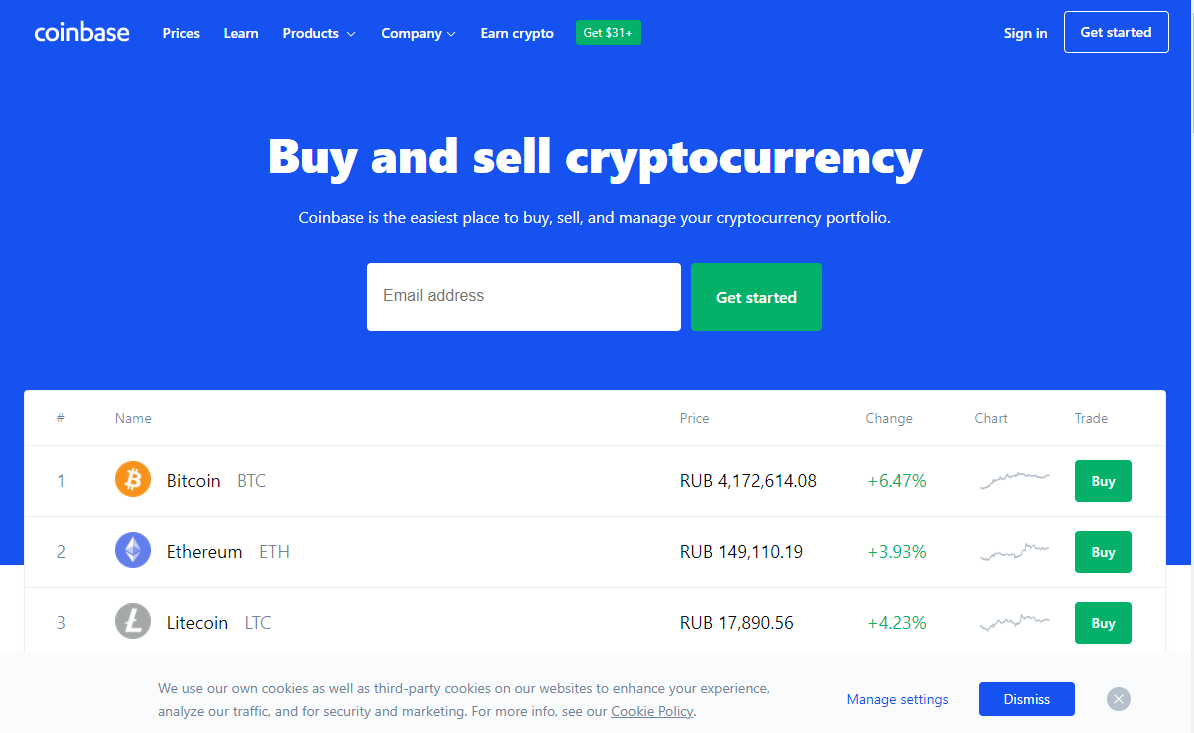 coinbase Prices Learn Products Company Earn crypto Get $31+ Sign in Get started
Buy and sell cryptocurrency
Coinbase is the easiest place to buy, sell, and manage your cryptocurrency portfolio.
Email address Get started
# Name Price Change Chart Trade
1 Bitcoin BTC RUB 4,172,614.08 +6.47% Buy
2 Ethereum ETH RUB 149,110.19 +3.93% Buy
3 Litecoin LTC RUB 17,890.56 +4.23% Buy
We use our own cookies as well as third-party cookies on our websites to enhance your experience,
analyze our traffic, and for security and marketing. For more info, see our Cookie Policy.
Manage settings Dismiss